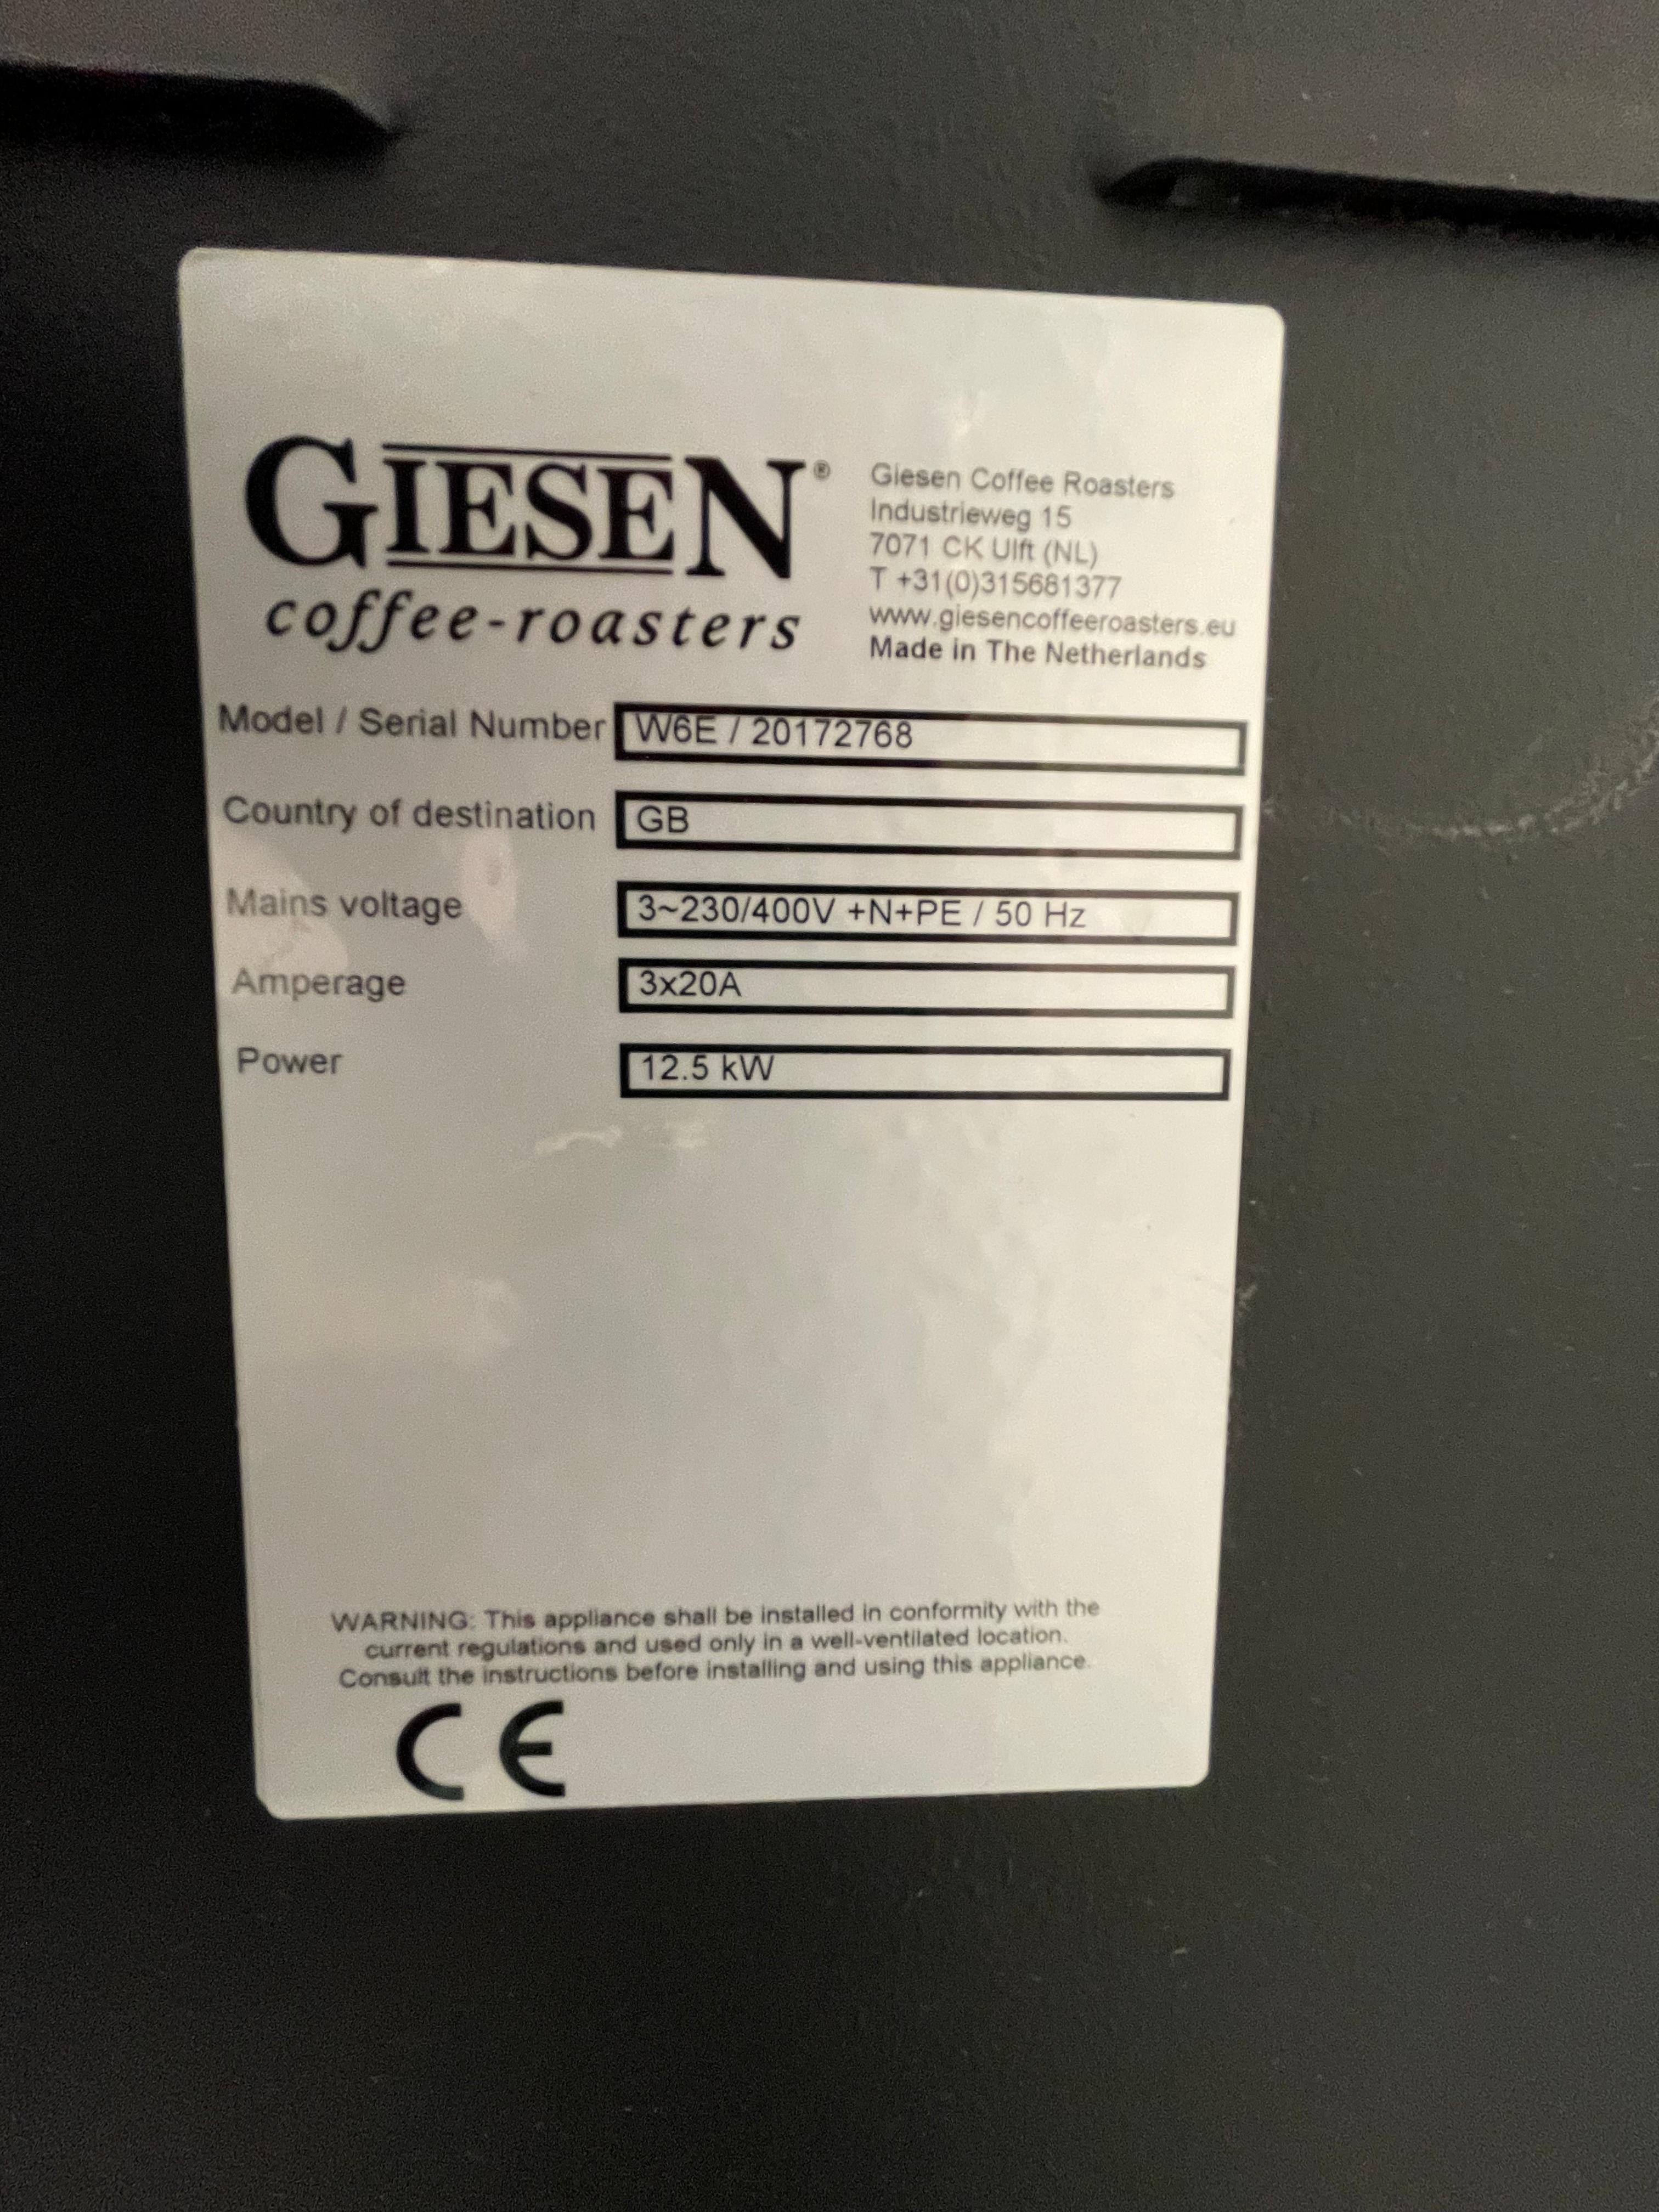 GIESEN®
coffee-roasters
Giesen Coffee Roasters
Industrieweg 15
7071 CK Ulft (NL)
T +31(0)315681377
www.giesencoffeeroasters.eu
Made in The Netherlands
Model / Serial Number W6E / 20172768
Country of destination GB
Mains voltage 3~230/400V +N+PE / 50 Hz
Amperage 3x20A
Power 12.5 kW
WARNING: This appliance shall be installed in conformity with the
current regulations and used only in a well-ventilated location.
Consult the instructions before installing and using this appliance.
CE